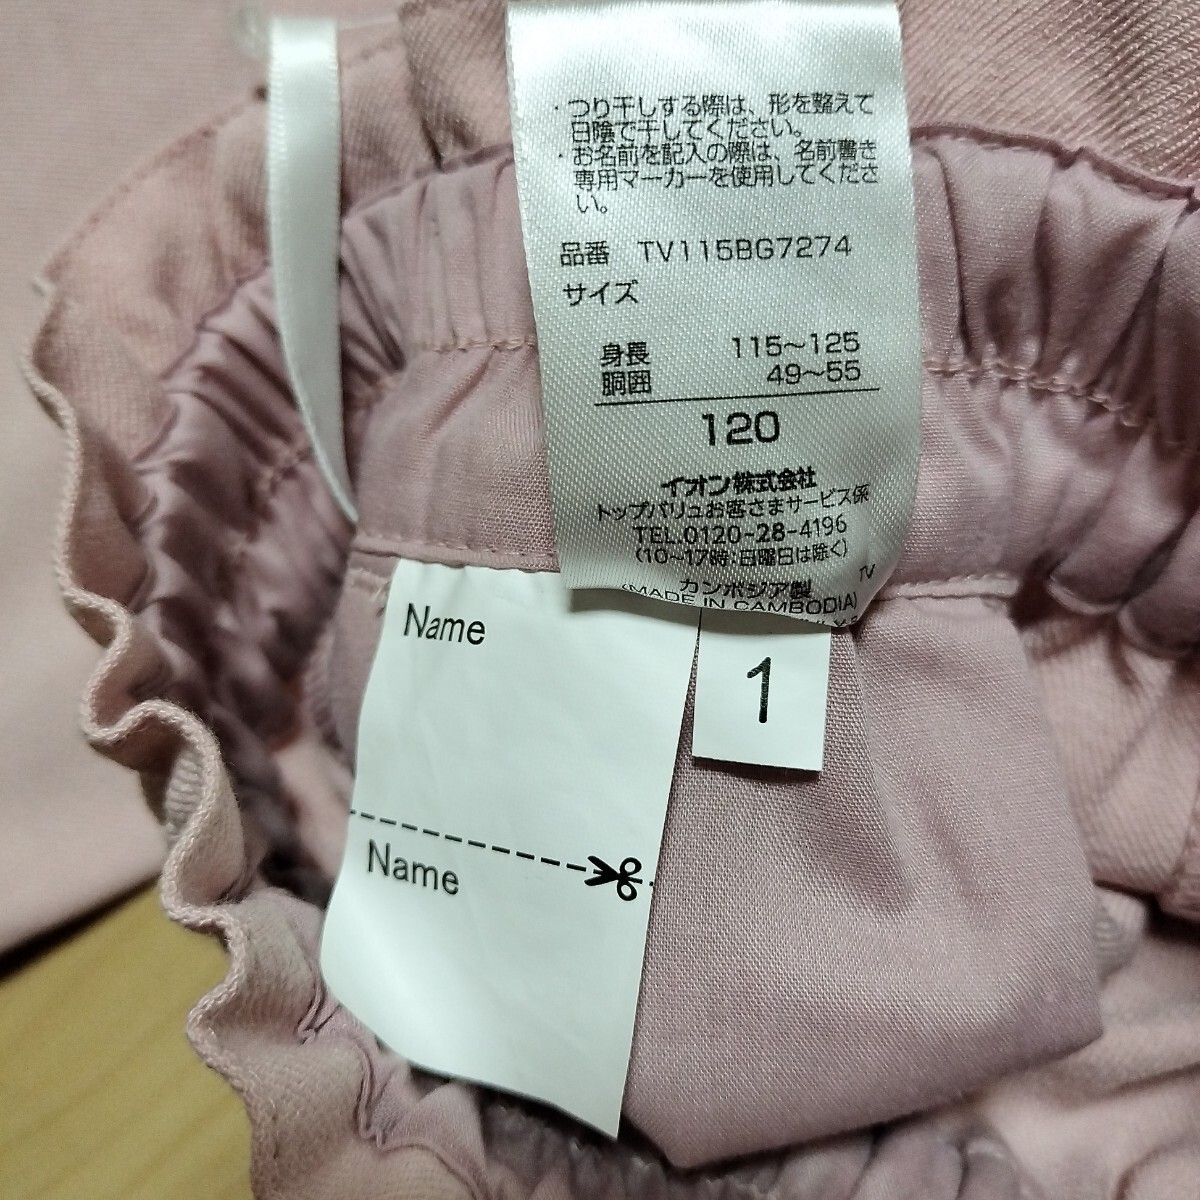 ・つり干しする際は、形を整えて
日陰で干してください。
・お名前を記入の際は、名前書き
専用マーカーを使用してくださ
い。
品番 TV115BG7274
サイズ
身長 115～125
胴囲 49～55
120
イオン株式会社
トップバリュお客さまサービス係
TEL.0120-28-4196
(10～17時:日曜日は除く)
カンボジア製 TV
(MADE IN CAMBODIA)
Name
1
Name